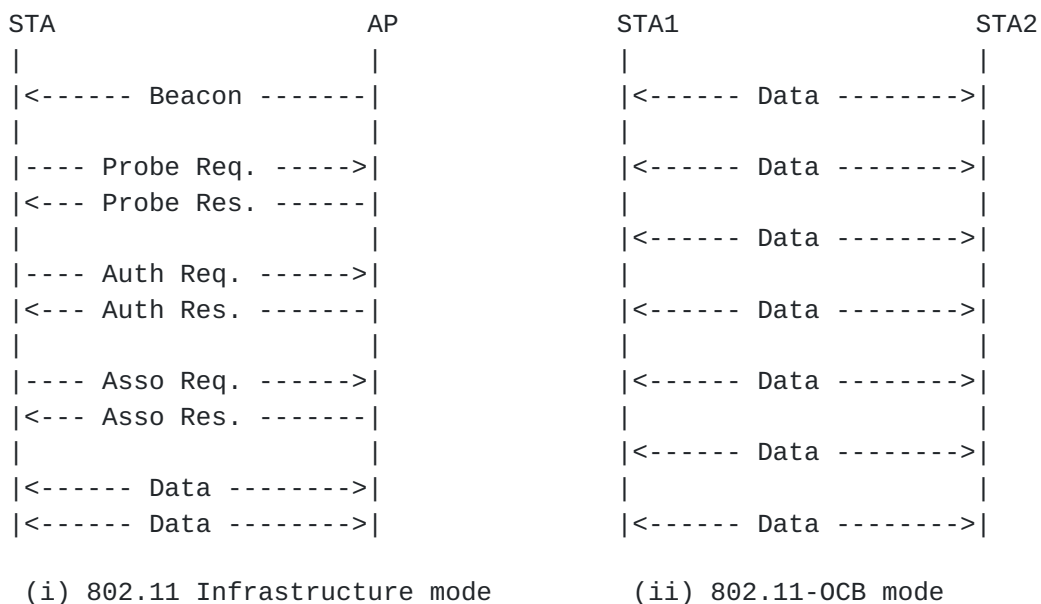 STA                    AP              STA1                   STA2
|                      |               |                      |
|<------ Beacon -------|               |<------ Data -------->|
|                      |               |                      |
|---- Probe Req. ----->|               |<------ Data -------->|
|<--- Probe Res. ------|               |                      |
|                      |               |<------ Data -------->|
|---- Auth Req. ------>|               |                      |
|<--- Auth Res. -------|               |<------ Data -------->|
|                      |               |                      |
|---- Asso Req. ------>|               |<------ Data -------->|
|<--- Asso Res. -------|               |                      |
|                      |               |<------ Data -------->|
|<------ Data -------->|               |                      |
|<------ Data -------->|               |<------ Data -------->|
(i) 802.11 Infrastructure mode         (ii) 802.11-OCB mode